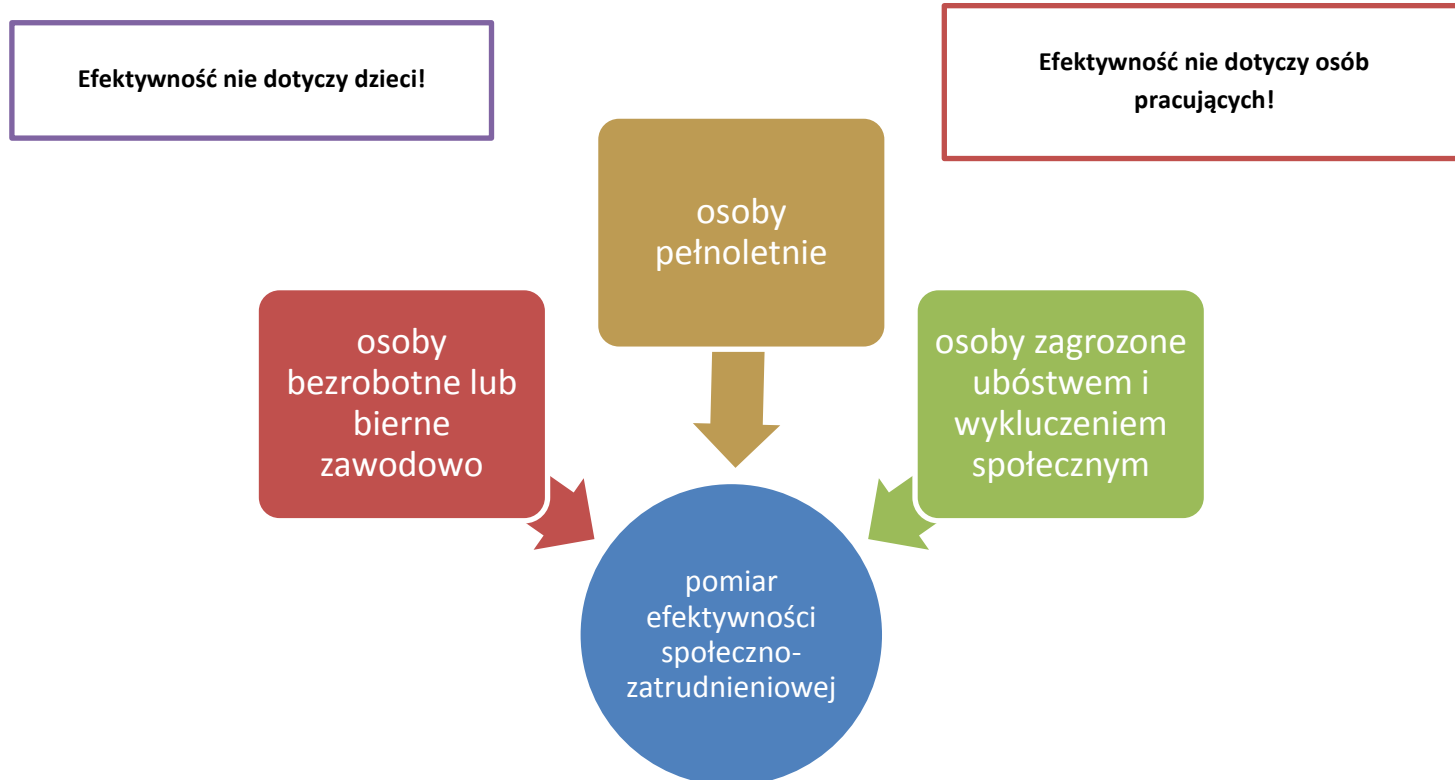 Efektywność nie dotyczy dzieci!
Efektywność nie dotyczy osób
pracujących!
osoby
pełnoletnie
osoby
bezrobotne lub
bierne
zawodowo
osoby zagrozone
ubóstwem i
wykluczeniem
społecznym
pomiar
efektywności
społeczno-
zatrudnieniowej